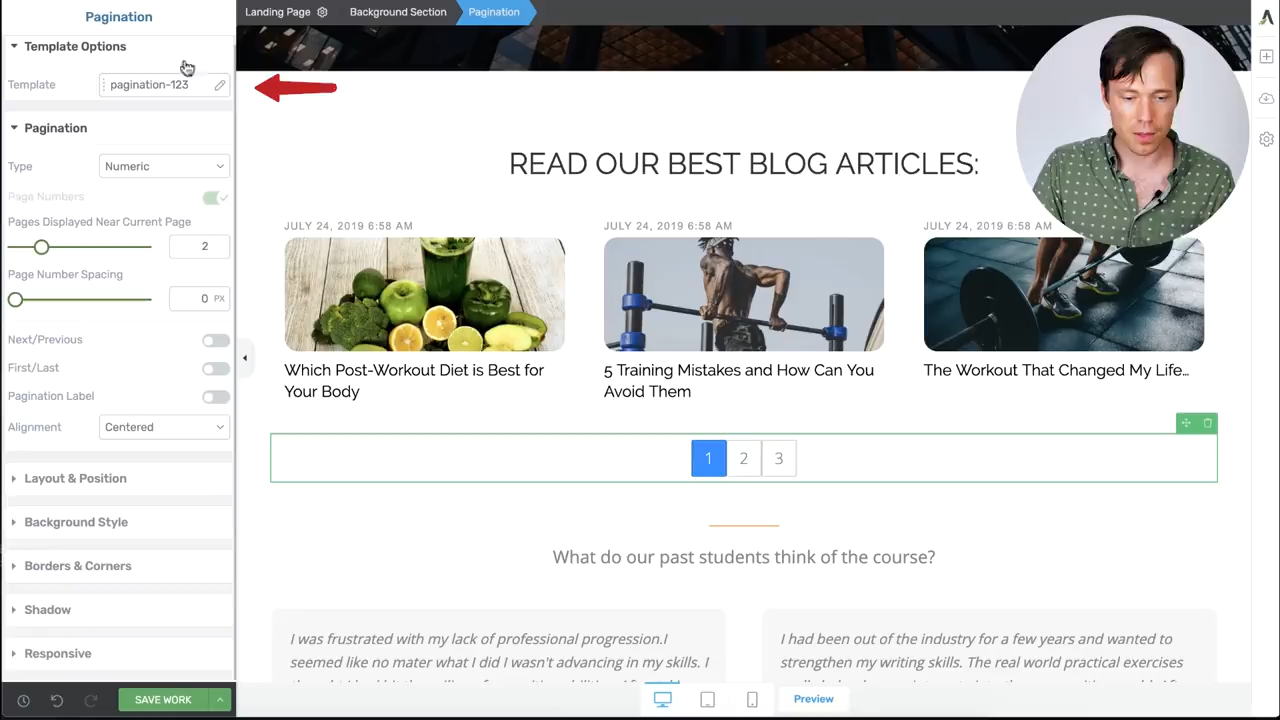 Pagination
Template Options
Template
pagination-123
Pagination
Type
Numeric
Page Numbers
Pages Displayed Near Current Page
2
Page Number Spacing
0 PX
Next/Previous
First/Last
Pagination Label
Alignment
Centered
Layout & Position
Background Style
Borders & Corners
Shadow
Responsive
SAVE WORK
Landing Page
Background Section
Pagination
READ OUR BEST BLOG ARTICLES:
JULY 24, 2019 6:58 AM
JULY 24, 2019 6:58 AM
JULY 24, 2019 6:58 AM
Which Post-Workout Diet is Best for
Your Body
5 Training Mistakes and How Can You
Avoid Them
The Workout That Changed My Life…
1 2 3
What do our past students think of the course?
I was frustrated with my lack of professional progression.I
seemed like no mater what I did I wasn't advancing in my skills. I
I had been out of the industry for a few years and wanted to
strengthen my writing skills. The real world practical exercises
Preview